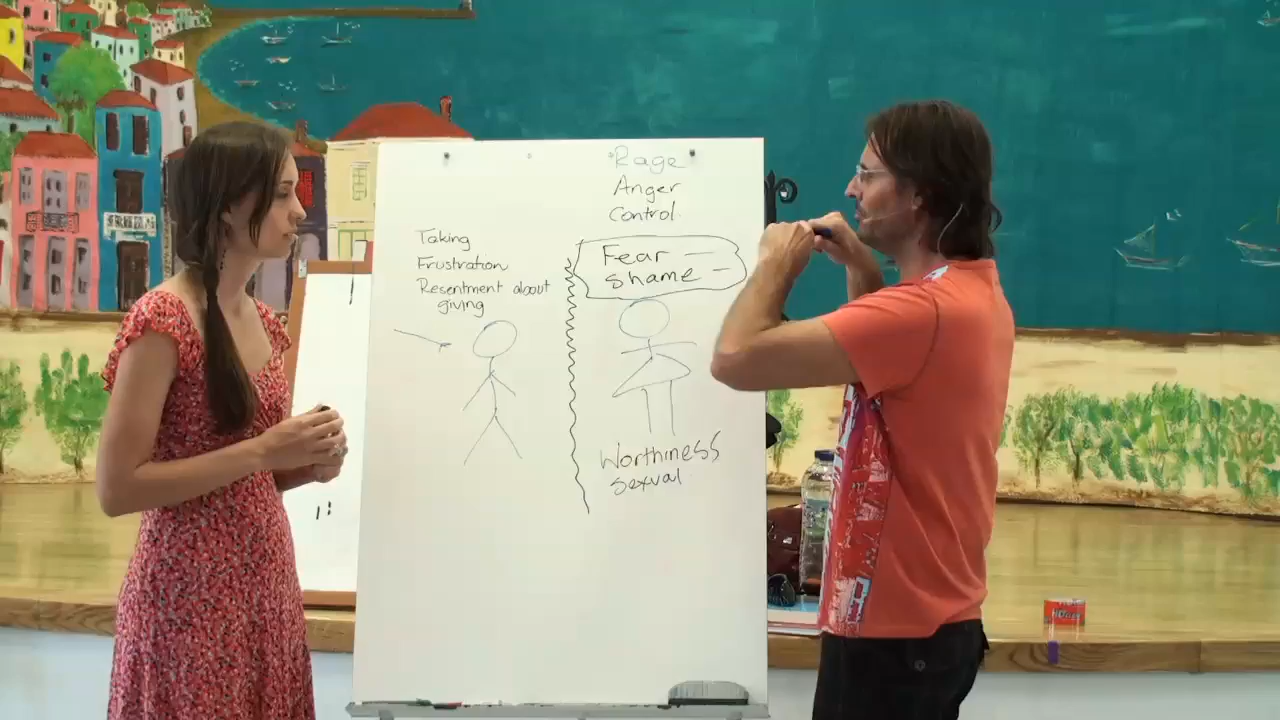 Rage
Anger
Control
Taking
Frustration
Resentment about
giving
Fear —
shame —
Worthiness
sexual